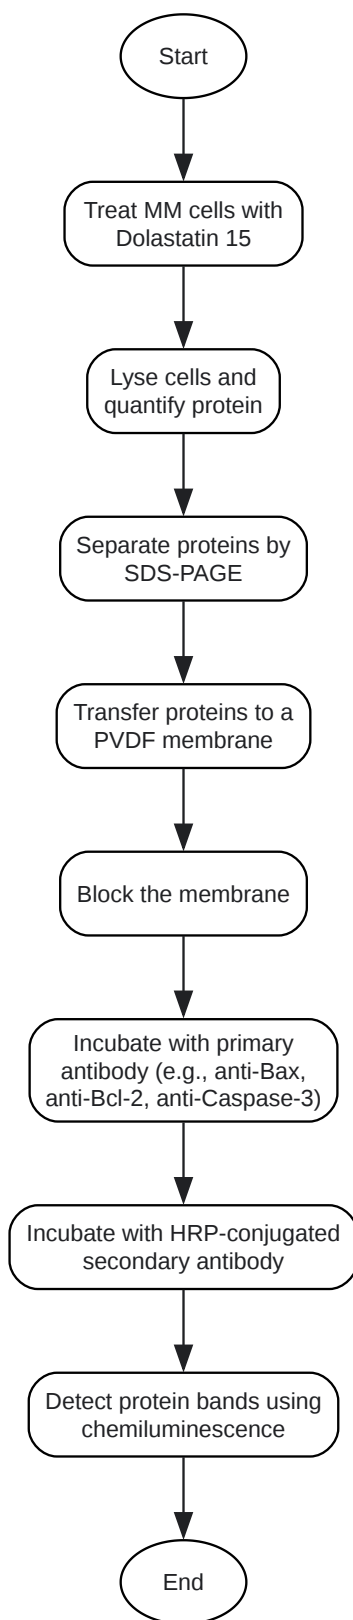 Start
Treat MM cells with
Dolastatin 15
Lyse cells and
quantify protein
Separate proteins by
SDS-PAGE
Transfer proteins to a
PVDF membrane
Block the membrane
Incubate with primary
antibody (e.g., anti-Bax,
anti-Bcl-2, anti-Caspase-3)
Incubate with HRP-conjugated
secondary antibody
Detect protein bands using
chemiluminescence
End